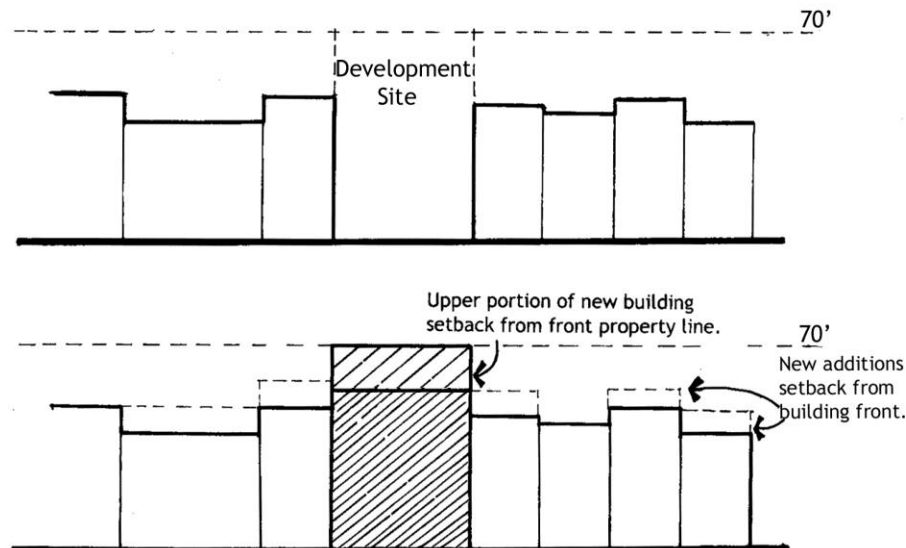 70’
Development
Site
Upper portion of new building
setback from front property line.
70’
New additions
setback from
building front.